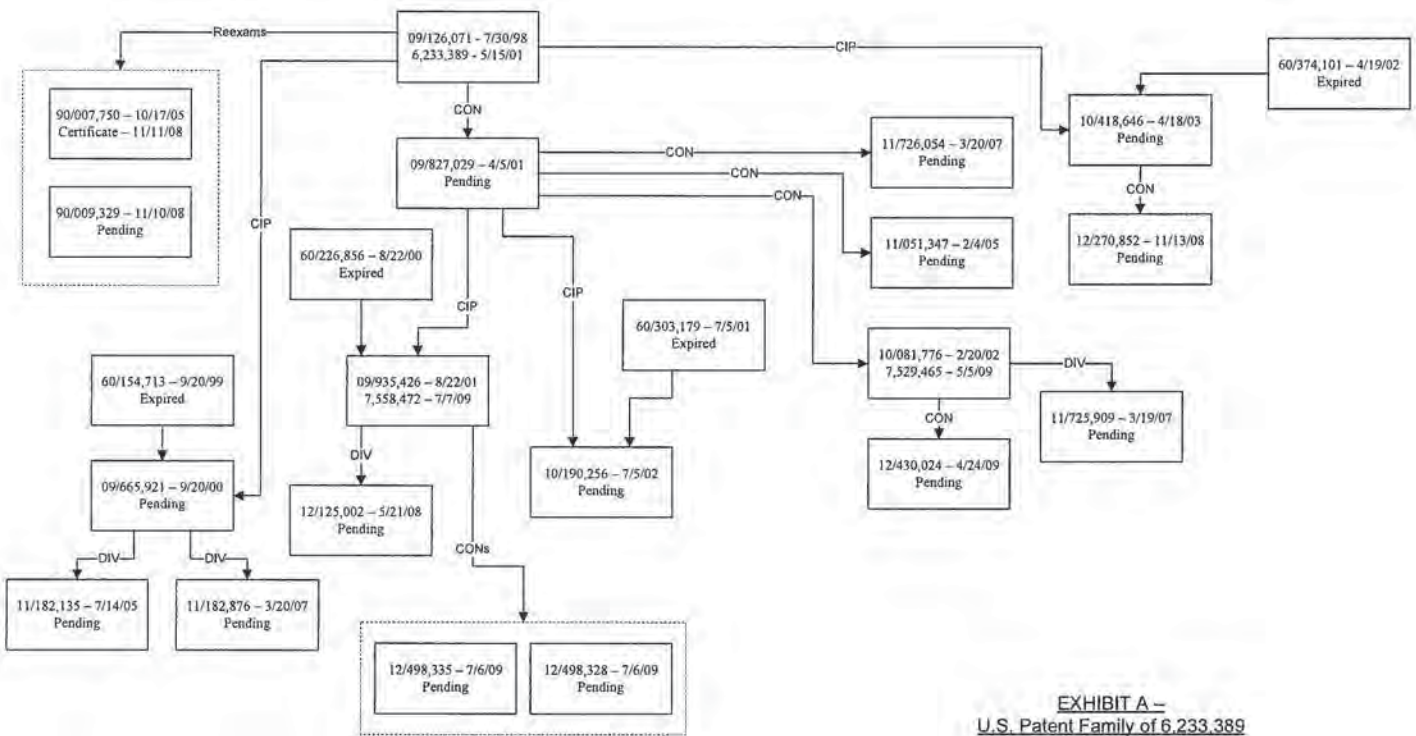 Reexams
09/126,071 - 7/30/98
6,233,389 - 5/15/01
CIP
60/374,101 – 4/19/02
Expired
90/007,750 – 10/17/05
Certificate – 11/11/08
90/009,329 – 11/10/08
Pending
CON
10/418,646 – 4/18/03
Pending
09/827,029 – 4/5/01
Pending
CON
11/726,054 – 3/20/07
Pending
CON
CON
CON
12/270,852 – 11/13/08
Pending
CIP
60/226,856 – 8/22/00
Expired
11/051,347 – 2/4/05
Pending
CIP
CIP
60/303,179 – 7/5/01
Expired
10/081,776 – 2/20/02
7,529,465 – 5/5/09
DIV
60/154,713 – 9/20/99
Expired
09/935,426 – 8/22/01
7,558,472 – 7/7/09
11/725,909 – 3/19/07
Pending
CON
12/430,024 – 4/24/09
Pending
DIV
09/665,921 – 9/20/00
Pending
10/190,256 – 7/5/02
Pending
12/125,002 – 5/21/08
Pending
CONs
DIV
DIV
11/182,135 – 7/14/05
Pending
11/182,876 – 3/20/07
Pending
12/498,335 – 7/6/09
Pending
12/498,328 – 7/6/09
Pending
EXHIBIT A –
U.S. Patent Family of 6,233,389